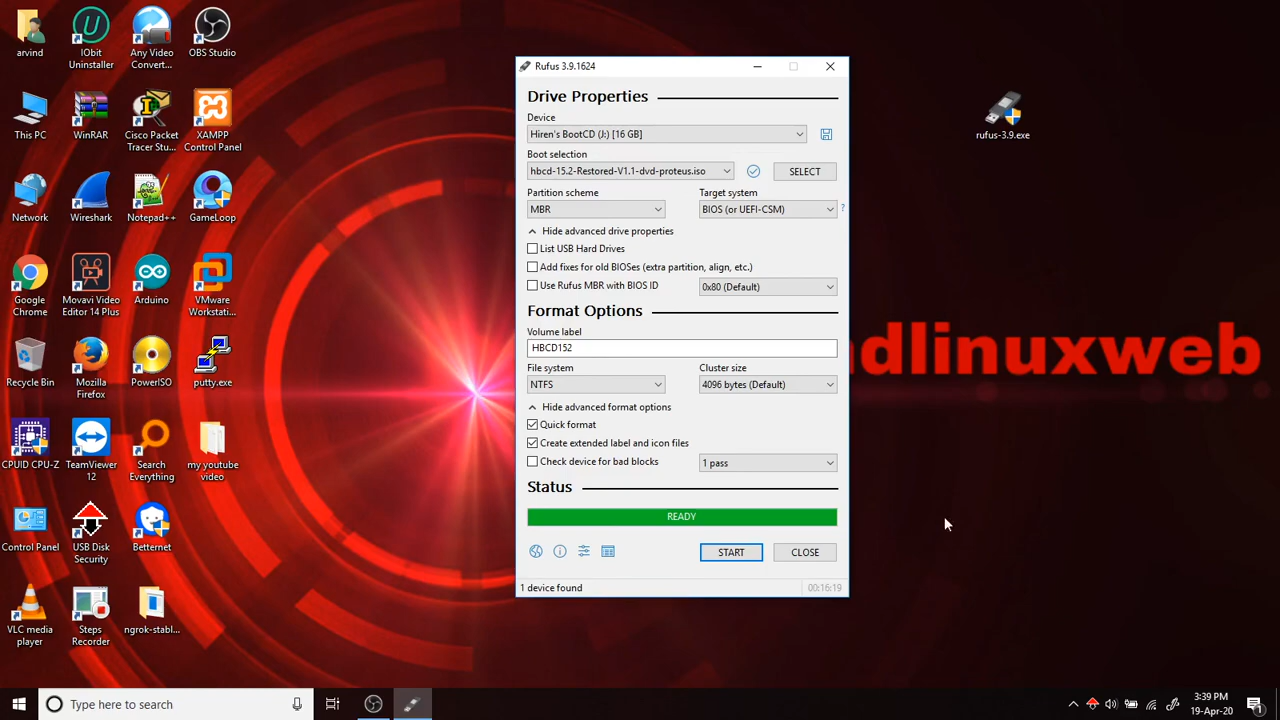 arvind
IObit
Uninstaller
Any Video
Convert...
OBS Studio
This PC
WinRAR
Cisco Packet
Tracer Stu...
XAMPP
Control Panel
Network
Wireshark
Notepad++
GameLoop
Google
Chrome
Movavi Video
Editor 14 Plus
Arduino
VMware
Workstati...
Recycle Bin
Mozilla
Firefox
PowerISO
putty.exe
CPUID CPU-Z
TeamViewer
12
Search
Everything
my youtube
video
Control Panel
USB Disk
Security
Betternet
VLC media
player
Steps
Recorder
ngrok-stabl...
Rufus 3.9.1624
Drive Properties
Device
Hiren's BootCD (J:) [16 GB]
Boot selection
hbcd-15.2-Restored-V1.1-dvd-proteus.iso
SELECT
Partition scheme
Target system
MBR
BIOS (or UEFI-CSM)
?
Hide advanced drive properties
List USB Hard Drives
Add fixes for old BIOSes (extra partition, align, etc.)
Use Rufus MBR with BIOS ID
0x80 (Default)
Format Options
Volume label
HBCD152
File system
Cluster size
NTFS
4096 bytes (Default)
Hide advanced format options
Quick format
Create extended label and icon files
Check device for bad blocks
1 pass
Status
READY
START
CLOSE
1 device found
00:16:19
rufus-3.9.exe
dlinuxweb
Type here to search
3:39 PM
19-Apr-20
1